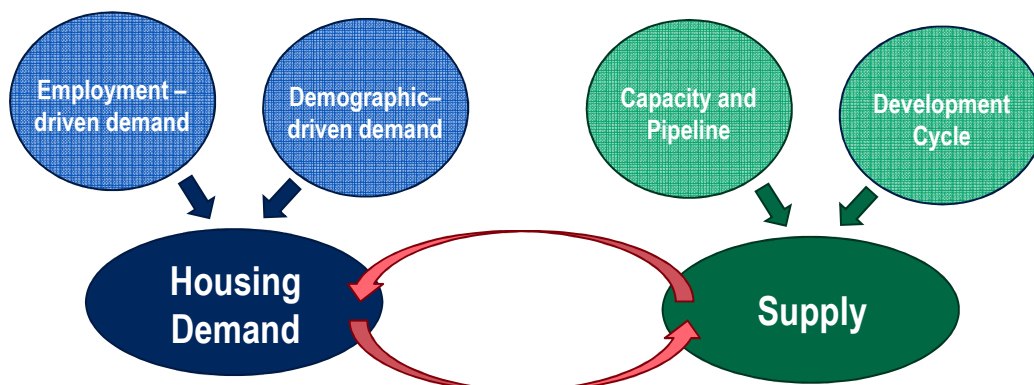 Employment –
driven demand
Demographic–
driven demand
Capacity and
Pipeline
Development
Cycle
Housing
Demand
Supply